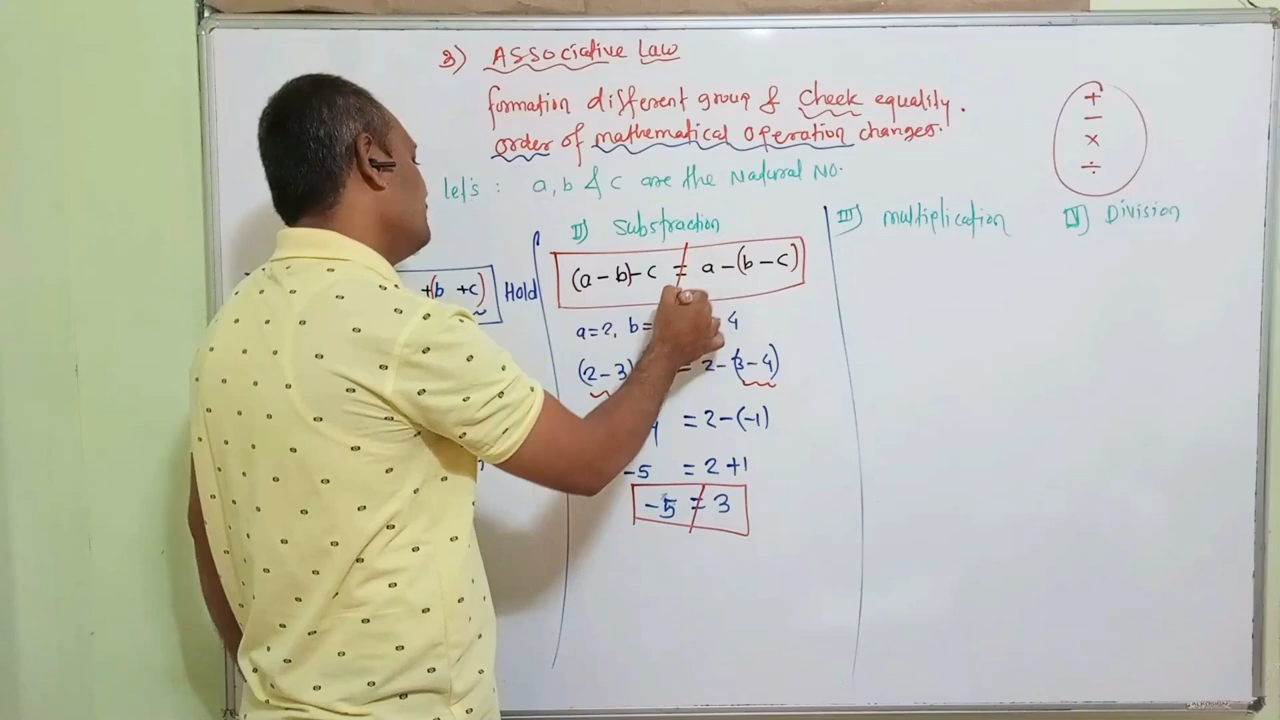 3) Associative Law
formation different group & cheek equality.
order of mathematical operation changes.
+
−
×
÷
Let's : a, b & c are the Natural No.
+(b +c) Hold
II) Substraction
(a − b) − c ≠ a − (b − c)
a=2, b= 4
(2 − 3) = 2 − (3 − 4)
4 = 2 − (−1)
−5 = 2 + 1
−5 ≠ 3
III) multiplication
IV) Division